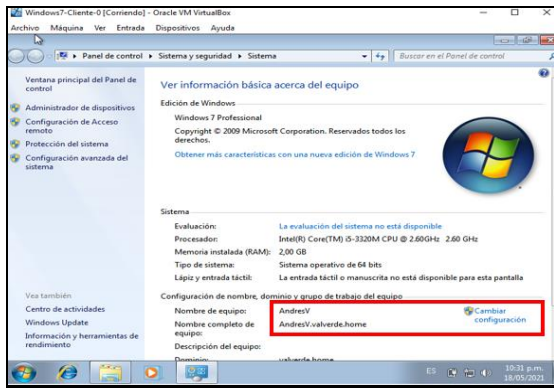 Windows7-Cliente-0 [Corriendo] - Oracle VM VirtualBox
Archivo Máquina Ver Entrada Dispositivos Ayuda
Panel de control Sistema y seguridad Sistema
Buscar en el Panel de control
Ventana principal del Panel de
control
Administrador de dispositivos
Configuración de Acceso
remoto
Protección del sistema
Configuración avanzada del
sistema
Vea también
Centro de actividades
Windows Update
Información y herramientas de
rendimiento
Ver información básica acerca del equipo
Edición de Windows
Windows 7 Professional
Copyright © 2009 Microsoft Corporation. Reservados todos los
derechos.
Obtener más características con una nueva edición de Windows 7
Sistema
Evaluación: La evaluación del sistema no está disponible
Procesador: Intel(R) Core(TM) i5-3320M CPU @ 2.60GHz 2.60 GHz
Memoria instalada (RAM): 2,00 GB
Tipo de sistema: Sistema operativo de 64 bits
Lápiz y entrada táctil: La entrada táctil o manuscrita no está disponible para esta pantalla
Configuración de nombre, dominio y grupo de trabajo del equipo
Nombre de equipo: AndresV
Cambiar
configuración
Nombre completo de AndresV.valverde.home
equipo:
Descripción del equipo:
Dominio: valverde.home
ES
10:31 p.m.
18/05/2021